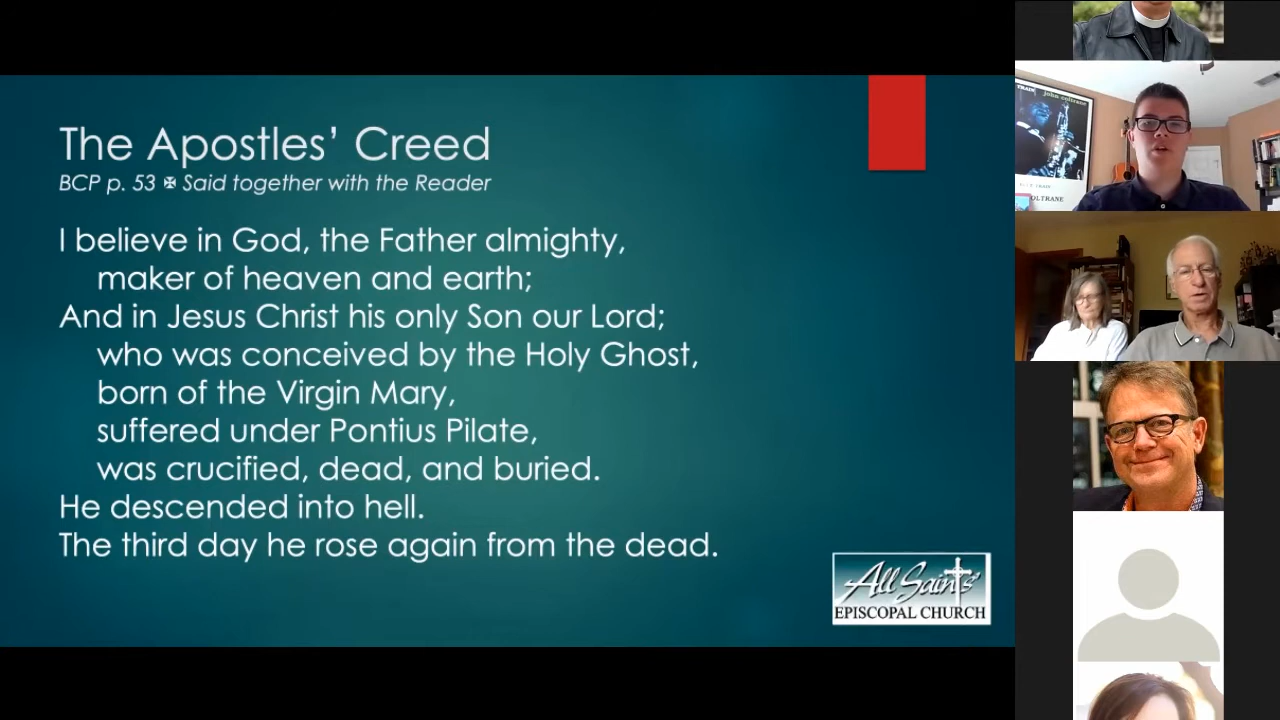 The Apostles’ Creed
BCP p. 53 ✠ Said together with the Reader
I believe in God, the Father almighty,
maker of heaven and earth;
And in Jesus Christ his only Son our Lord;
who was conceived by the Holy Ghost,
born of the Virgin Mary,
suffered under Pontius Pilate,
was crucified, dead, and buried.
He descended into hell.
The third day he rose again from the dead.
All Saints’
EPISCOPAL CHURCH
TRAIN
john coltrane
OLTRANE